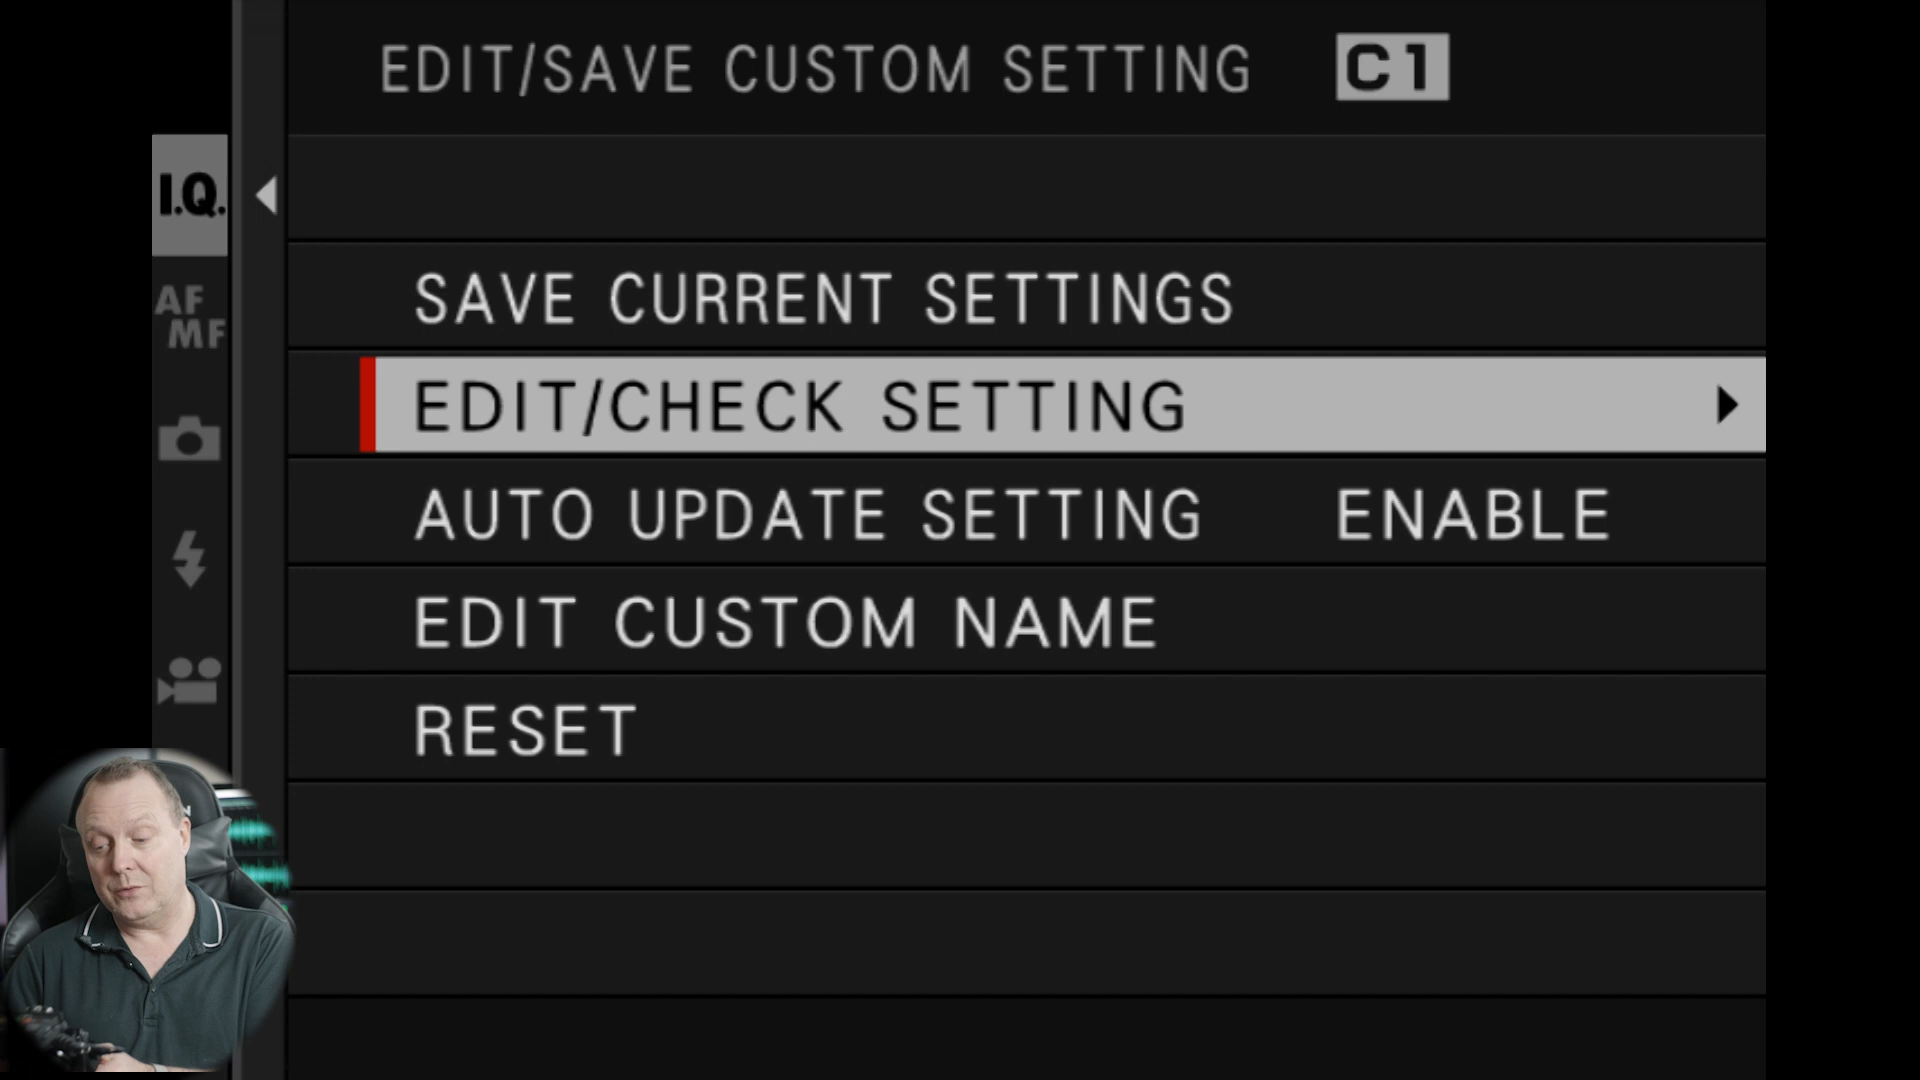 EDIT/SAVE CUSTOM SETTING C1
I.Q.
AF
MF
SAVE CURRENT SETTINGS
EDIT/CHECK SETTING
AUTO UPDATE SETTING ENABLE
EDIT CUSTOM NAME
RESET